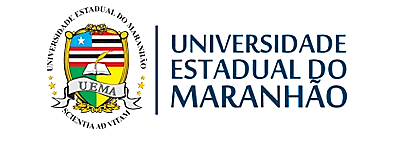 UNIVERSIDADE ESTADUAL DO MARANHÃO
UEMA
SCIENTIA AD VITAM
UNIVERSIDADE
ESTADUAL DO
MARANHÃO